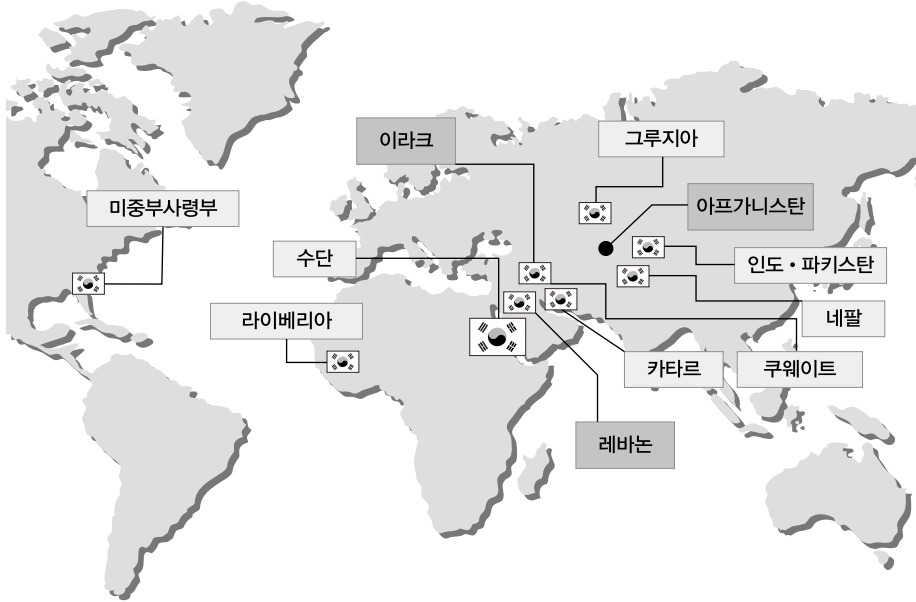 이라크
그루지아
미중부사령부
아프가니스탄
수단
인도・파키스탄
라이베리아
네팔
카타르
쿠웨이트
레바논